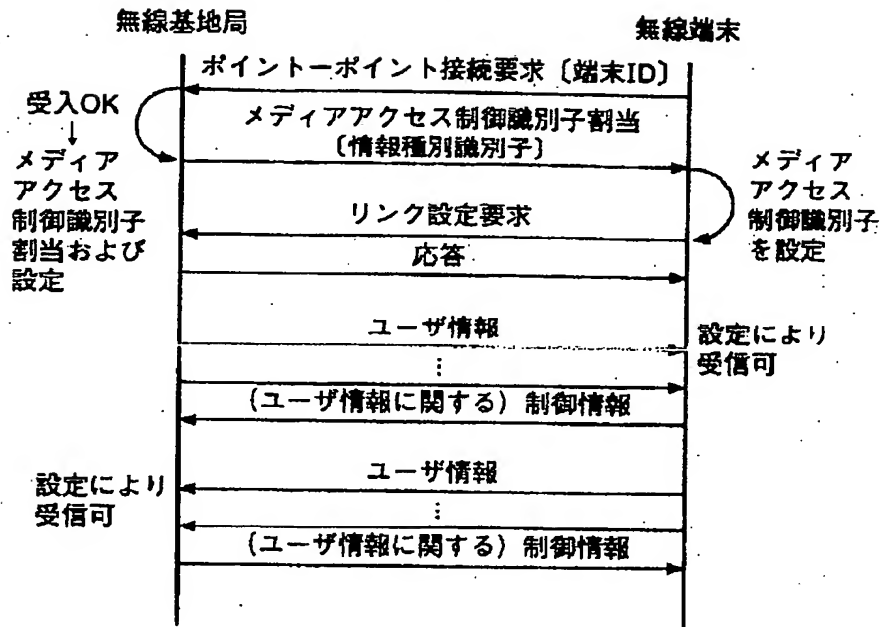 無線基地局
無線端末
ポイントーポイント接続要求〔端末ID〕
受入OK
↓
メディア
アクセス
制御識別子
割当および
設定
メディアアクセス制御識別子割当
〔情報種別識別子〕
メディア
アクセス
制御識別子
を設定
リンク設定要求
応答
ユーザ情報
設定により
受信可
⋮
(ユーザ情報に関する) 制御情報
ユーザ情報
設定により
受信可
⋮
(ユーザ情報に関する) 制御情報